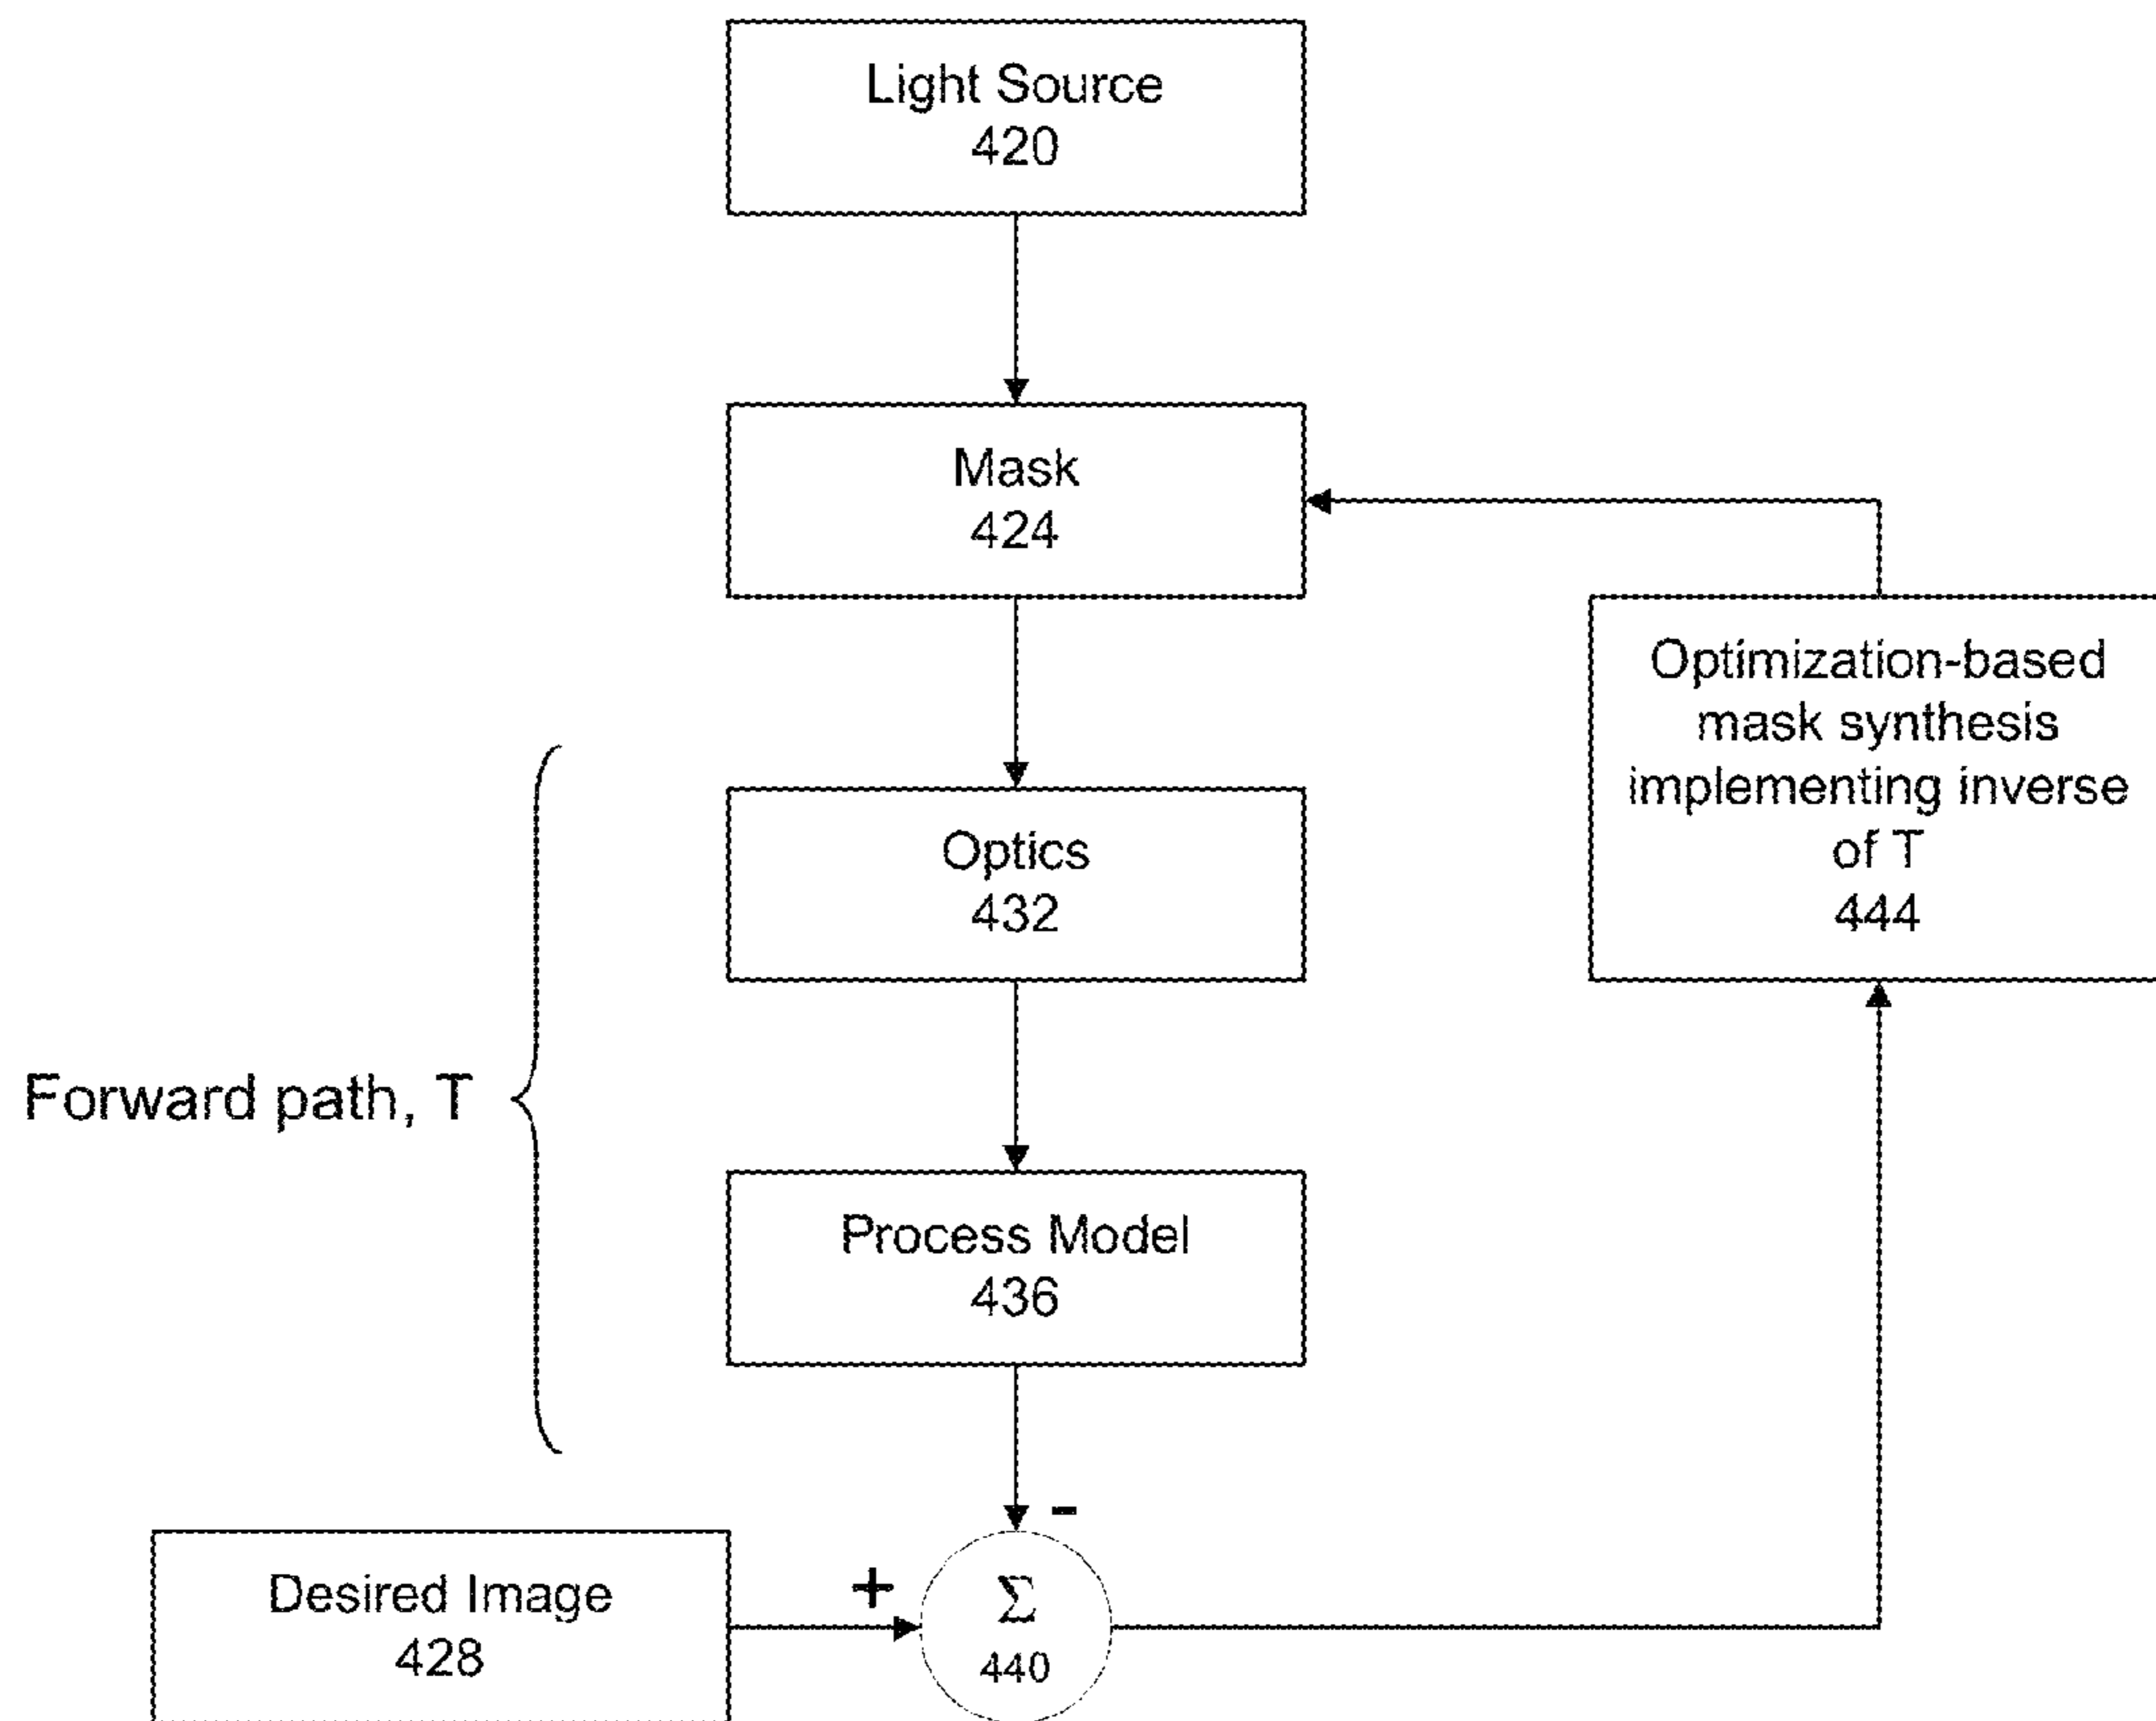 Light Source
420
Mask
424
Optimization-based
mask synthesis
implementing inverse
of T
444
Optics
432
Forward path, T
Process Model
436
-
+
Desired Image
428
Σ
440